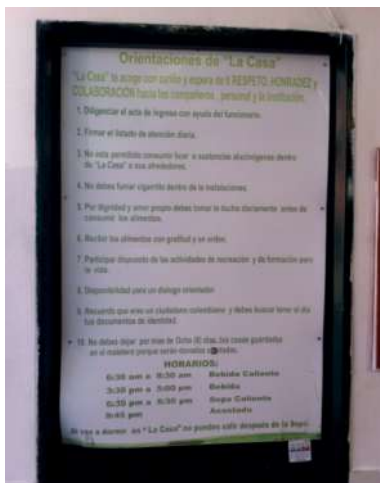 Orientaciones de "La Casa"
"La Casa" te acoge con cariño y espera de ti RESPETO, HONRADEZ y
COLABORACIÓN hacia los compañeros, personal y la institución.
1. Diligenciar el acta de ingreso con ayuda del funcionario.
2. Firmar el listado de atención diaria.
3. No esta permitido consumir licor o sustancias alucinógenas dentro
de "La Casa" o sus alrededores.
4. No debes fumar cigarrillo dentro de la instalaciones.
5. Por dignidad y amor propio debes tomar la ducha diariamente antes de
consumir los alimentos.
6. Recibir los alimentos con gratitud y en orden.
7. Participar dispuesto de las actividades de recreación y de formación para
la vida.
8. Disponibilidad para un dialogo orientador.
9. Recuerda que eres un ciudadano colombiano y debes buscar tener al día
tus documentos de identidad.
10. No debes dejar por mas de Ocho (8) días, las cosas guardadas
en el maletero porque serán donadas o
HORARIOS:
6:30 am a 8:30 am Bebida Caliente
3:30 pm a 5:00 pm Bebida
6:30 pm a 8:30 pm Sopa Caliente
8:45 pm Acostada
Si vas a dormir en "La Casa" no puedes salir después de la